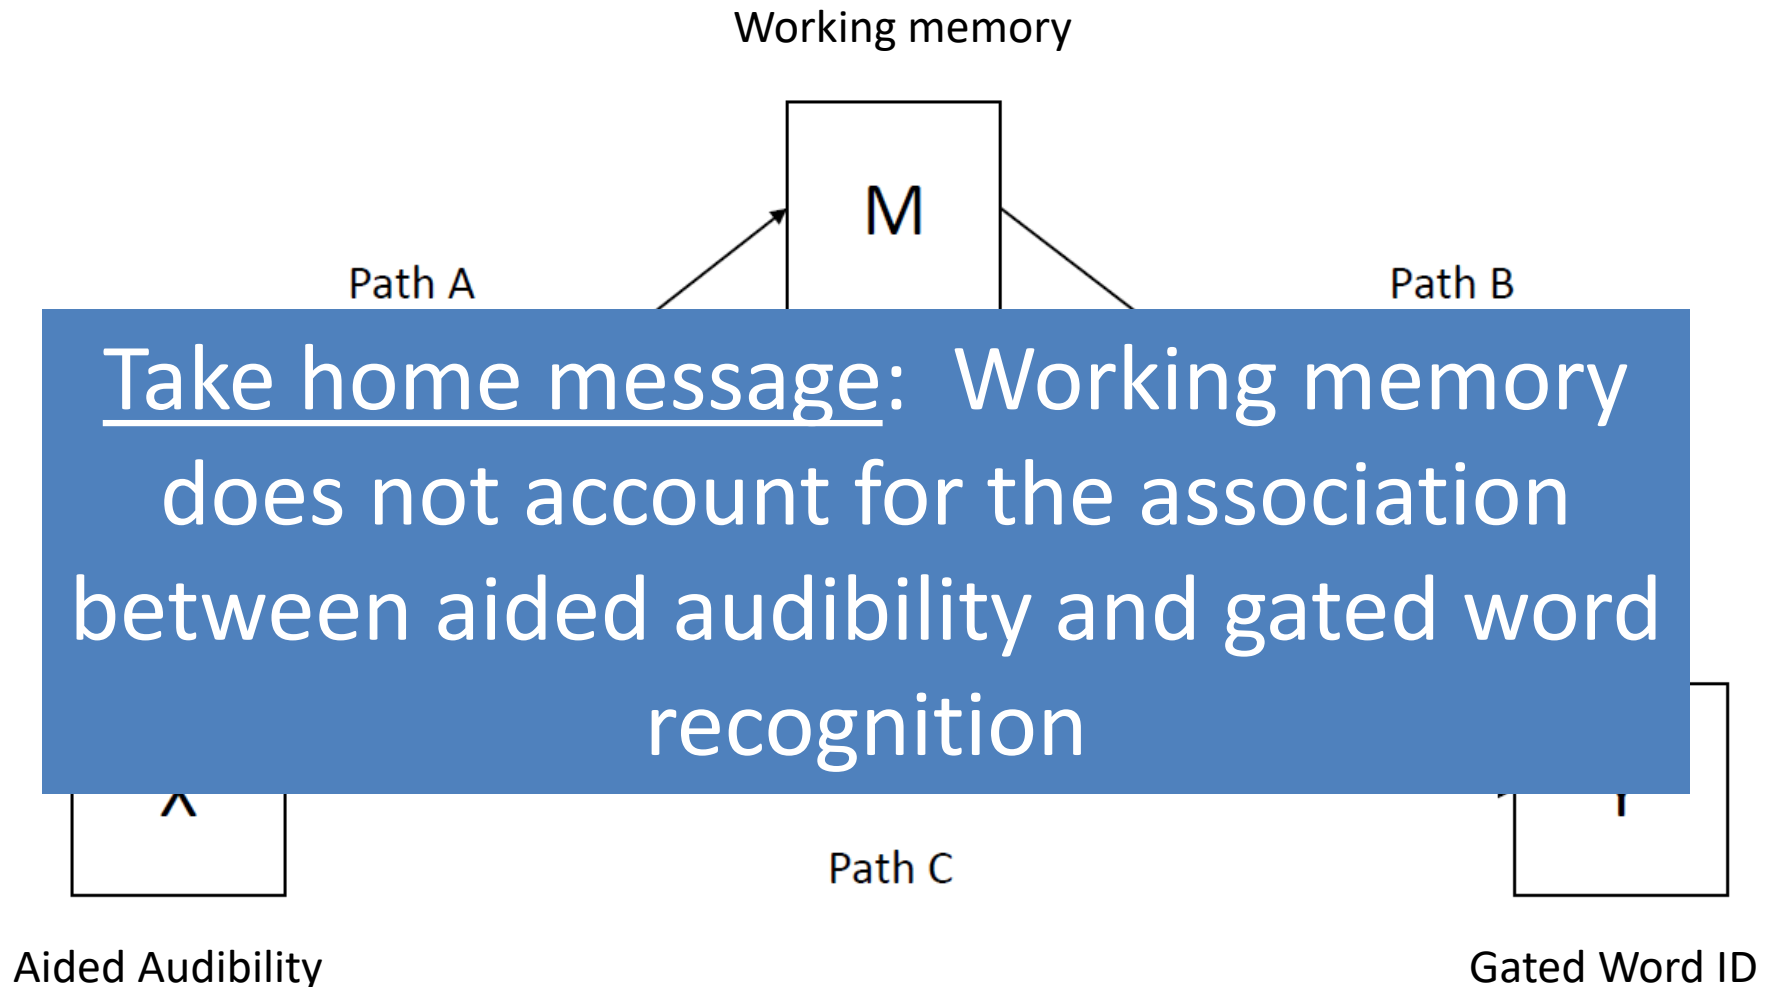 Working memory
M
Path A
Path B
Take home message: Working memory
does not account for the association
between aided audibility and gated word
recognition
X
Y
Path C
Aided Audibility
Gated Word ID